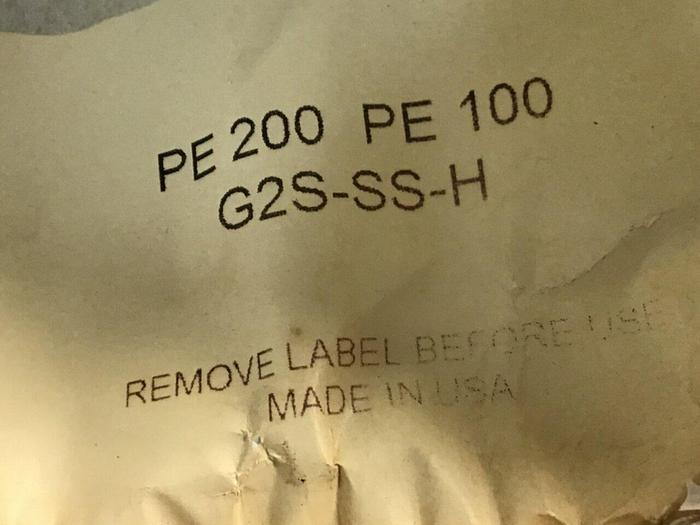 PE 200 PE 100
G2S-SS-H
REMOVE LABEL BEFORE USE
MADE IN USA